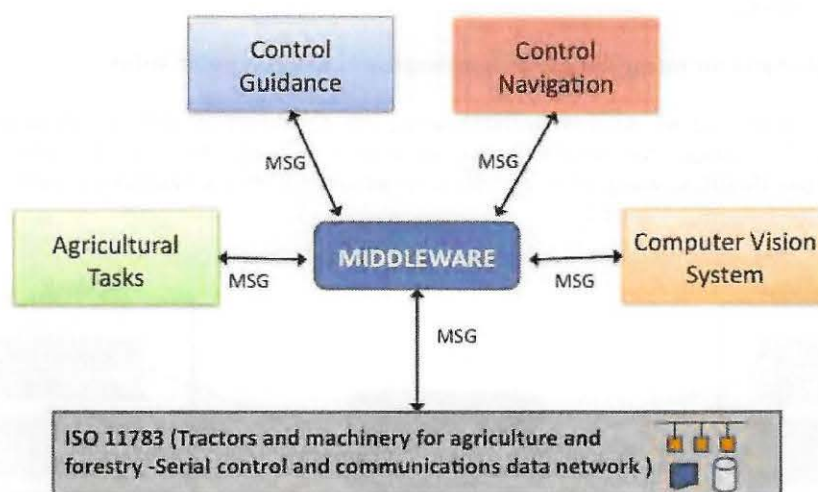 Control
Guidance
Control
Navigation
MSG
MSG
Agricultural
Tasks
MSG
MIDDLEWARE
MSG
Computer Vision
System
MSG
ISO 11783 (Tractors and machinery for agriculture and
forestry -Serial control and communications data network )